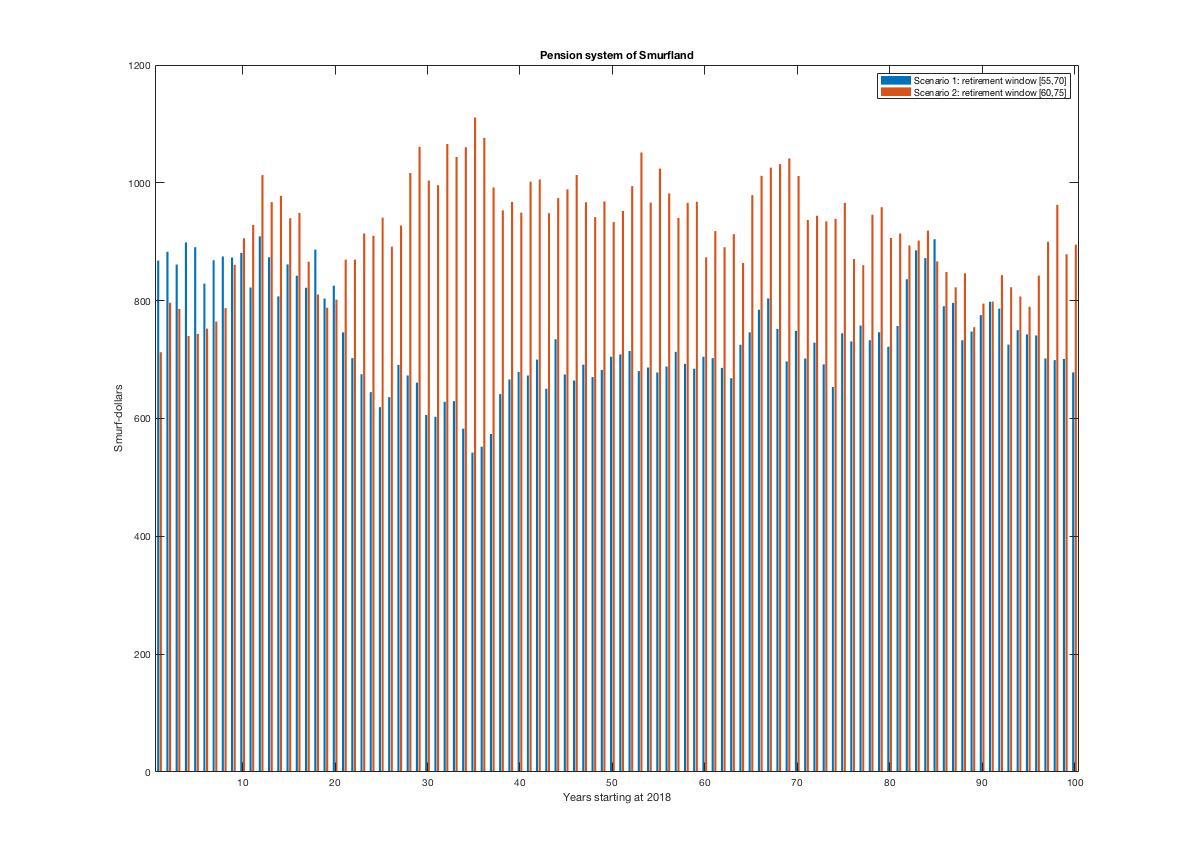 Pension system of Smurfland
Scenario 1: retirement window [55,70]
Scenario 2: retirement window [60,75]
1200
1000
800
600
400
200
0
Smurf-dollars
10 20 30 40 50 60 70 80 90 100
Years starting at 2018